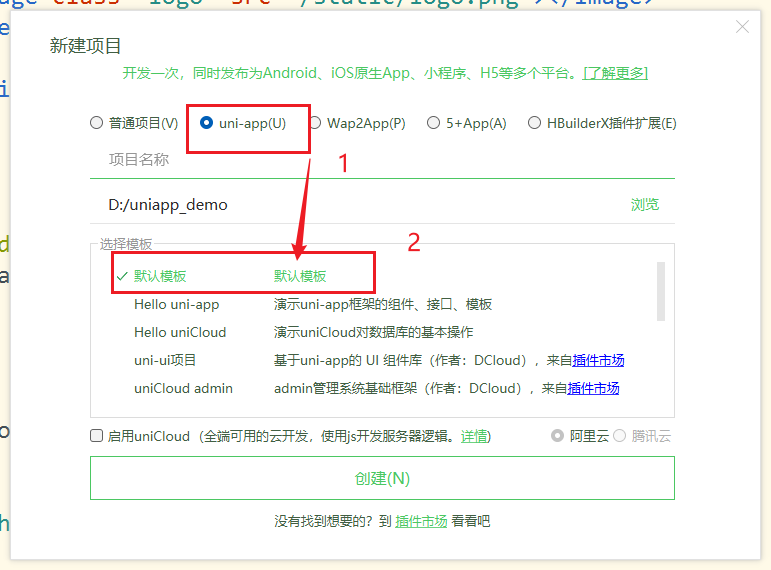 age class="logo" src="/static/logo.png"></image>
新建项目
开发一次，同时发布为Android、iOS原生App、小程序、H5等多个平台。[了解更多]
普通项目(V) uni-app(U) Wap2App(P) 5+App(A) HBuilderX插件扩展(E)
项目名称
1
D:/uniapp_demo 浏览
2
选择模板
默认模板 默认模板
Hello uni-app 演示uni-app框架的组件、接口、模板
Hello uniCloud 演示uniCloud对数据库的基本操作
uni-ui项目 基于uni-app的 UI 组件库（作者：DCloud），来自插件市场
uniCloud admin admin管理系统基础框架（作者：DCloud），来自插件市场
启用uniCloud（全端可用的云开发，使用js开发服务器逻辑。详情) 阿里云 腾讯云
创建(N)
没有找到想要的？到 插件市场 看看吧